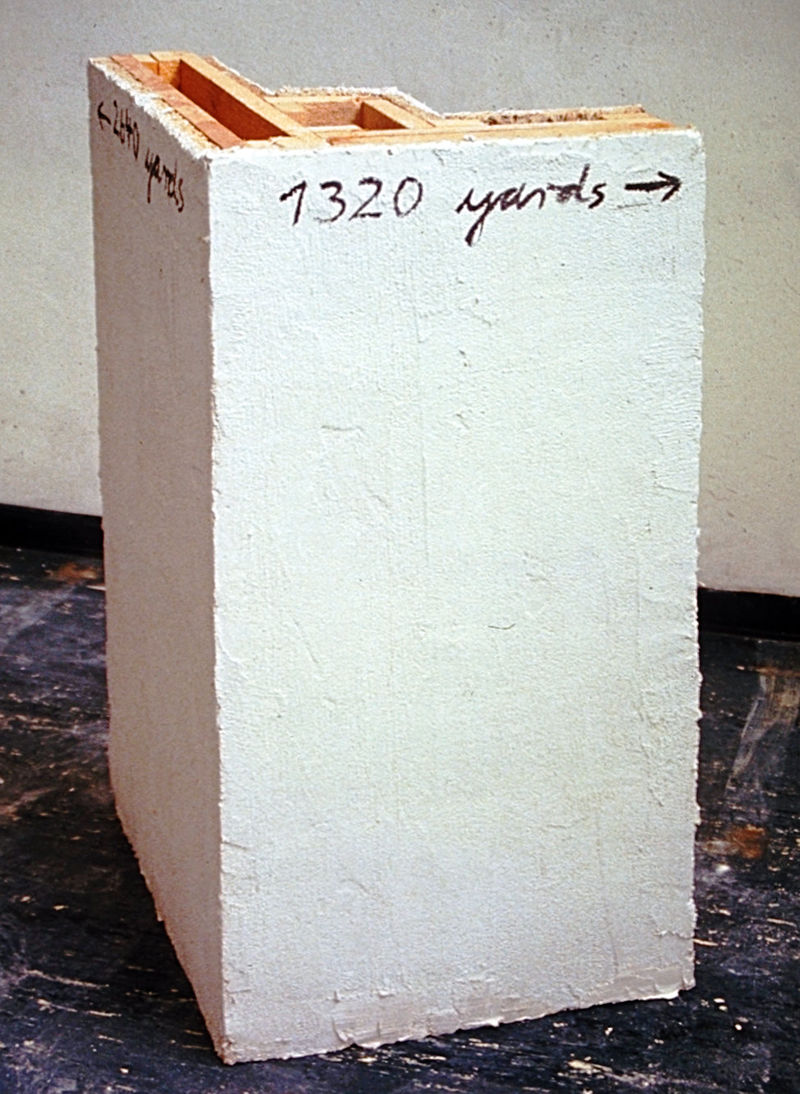 ← 2640 yards
1320 yards →